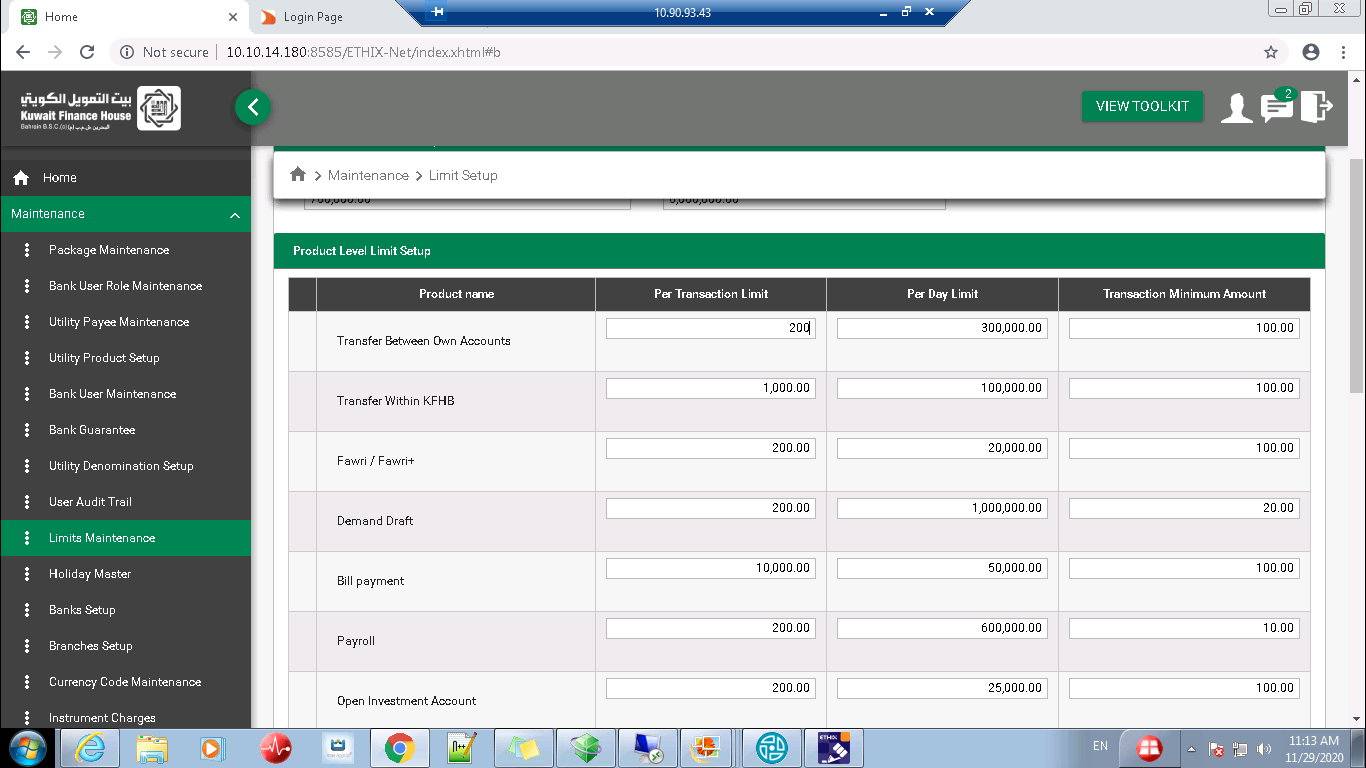 Home
Login Page
10.90.93.43
Not secure
10.10.14.180:8585/ETHIX-Net/index.xhtml#b
بيت التمويل الكويتي
Kuwait Finance House
VIEW TOOLKIT
2
Home
Maintenance
Package Maintenance
Bank User Role Maintenance
Utility Payee Maintenance
Utility Product Setup
Bank User Maintenance
Bank Guarantee
Utility Denomination Setup
User Audit Trail
Limits Maintenance
Holiday Master
Banks Setup
Branches Setup
Currency Code Maintenance
Instrument Charges
Maintenance
Limit Setup
Product Level Limit Setup
Product name Per Transaction Limit Per Day Limit Transaction Minimum Amount
Transfer Between Own Accounts 200 300,000.00 100.00
Transfer Within KFHB 1,000.00 100,000.00 100.00
Fawri / Fawri+ 200.00 20,000.00 100.00
Demand Draft 200.00 1,000,000.00 20.00
Bill payment 10,000.00 50,000.00 100.00
Payroll 200.00 600,000.00 10.00
Open Investment Account 200.00 25,000.00 100.00
ETHIX
EN
11:13 AM
11/29/2020